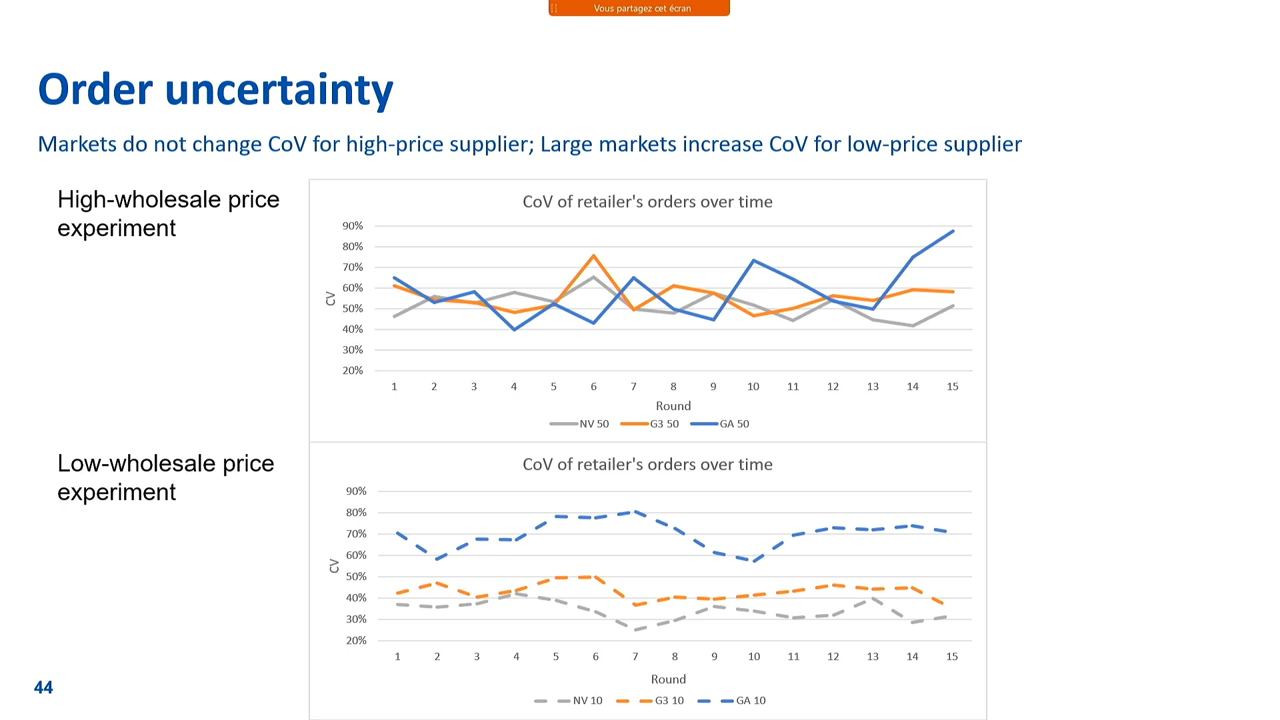 Vous partagez cet écran
Order uncertainty
Markets do not change CoV for high-price supplier; Large markets increase CoV for low-price supplier
High-wholesale price
experiment
CoV of retailer's orders over time
90%
80%
70%
60%
50%
40%
30%
20%
CV
1 2 3 4 5 6 7 8 9 10 11 12 13 14 15
Round
NV 50 G3 50 GA 50
Low-wholesale price
experiment
CoV of retailer's orders over time
90%
80%
70%
60%
50%
40%
30%
20%
CV
1 2 3 4 5 6 7 8 9 10 11 12 13 14 15
Round
NV 10 G3 10 GA 10
44